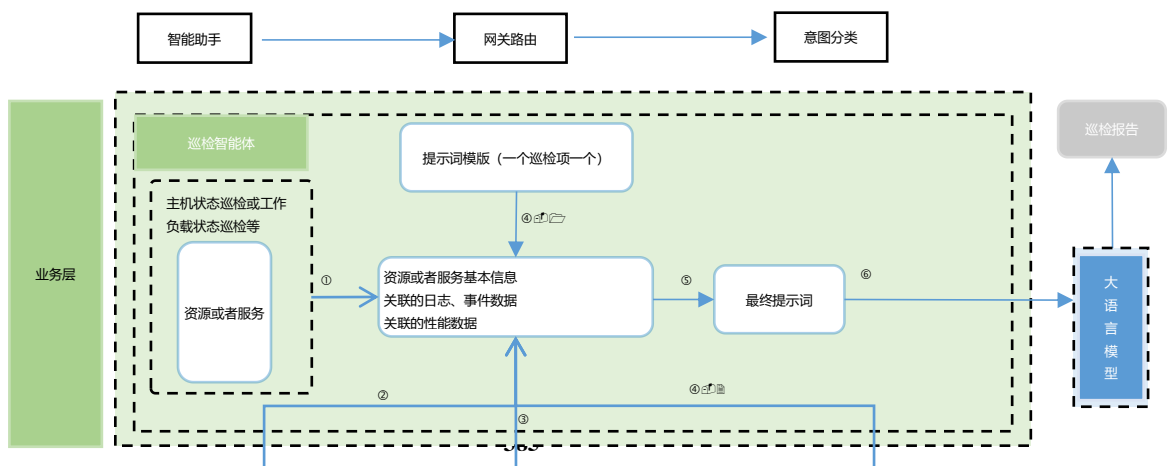 智能助手
网关路由
意图分类
业务层
巡检智能体
提示词模版（一个巡检项一个）
巡检报告
主机状态巡检或工作
负载状态巡检等
④
资源或者服务
①
资源或者服务基本信息
关联的日志、事件数据
关联的性能数据
⑤
最终提示词
⑥
大
语
言
模
型
②
④
③